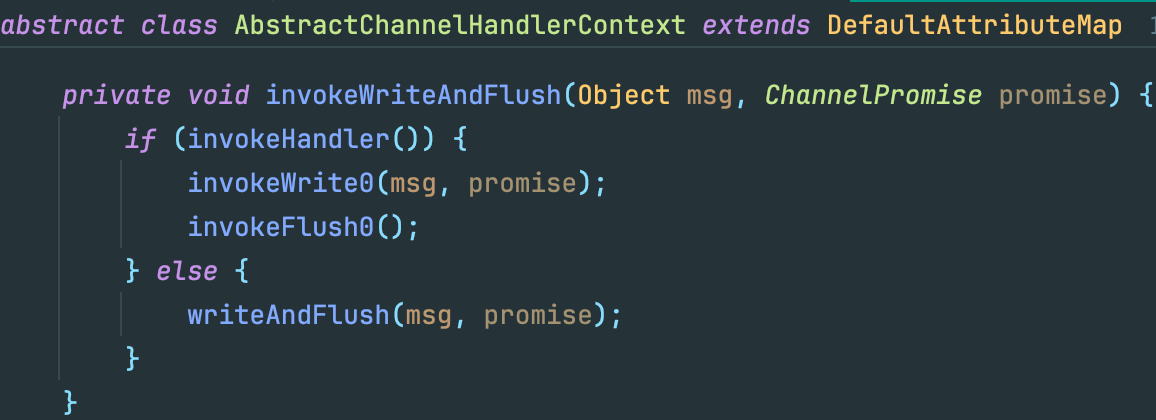 abstract class AbstractChannelHandlerContext extends DefaultAttributeMap
private void invokeWriteAndFlush(Object msg, ChannelPromise promise) {
if (invokeHandler()) {
invokeWrite0(msg, promise);
invokeFlush0();
} else {
writeAndFlush(msg, promise);
}
}